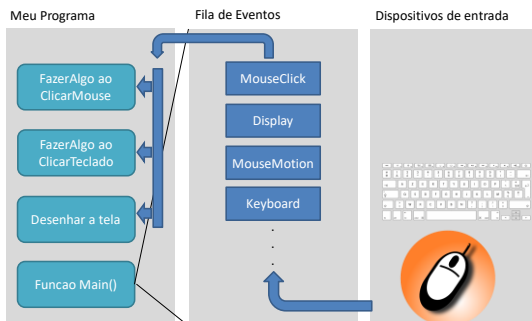 Meu Programa
Fila de Eventos
Dispositivos de entrada
FazerAlgo ao
ClicarMouse
FazerAlgo ao
ClicarTeclado
Desenhar a tela
Funcao Main()
MouseClick
Display
MouseMotion
Keyboard
.
.
.